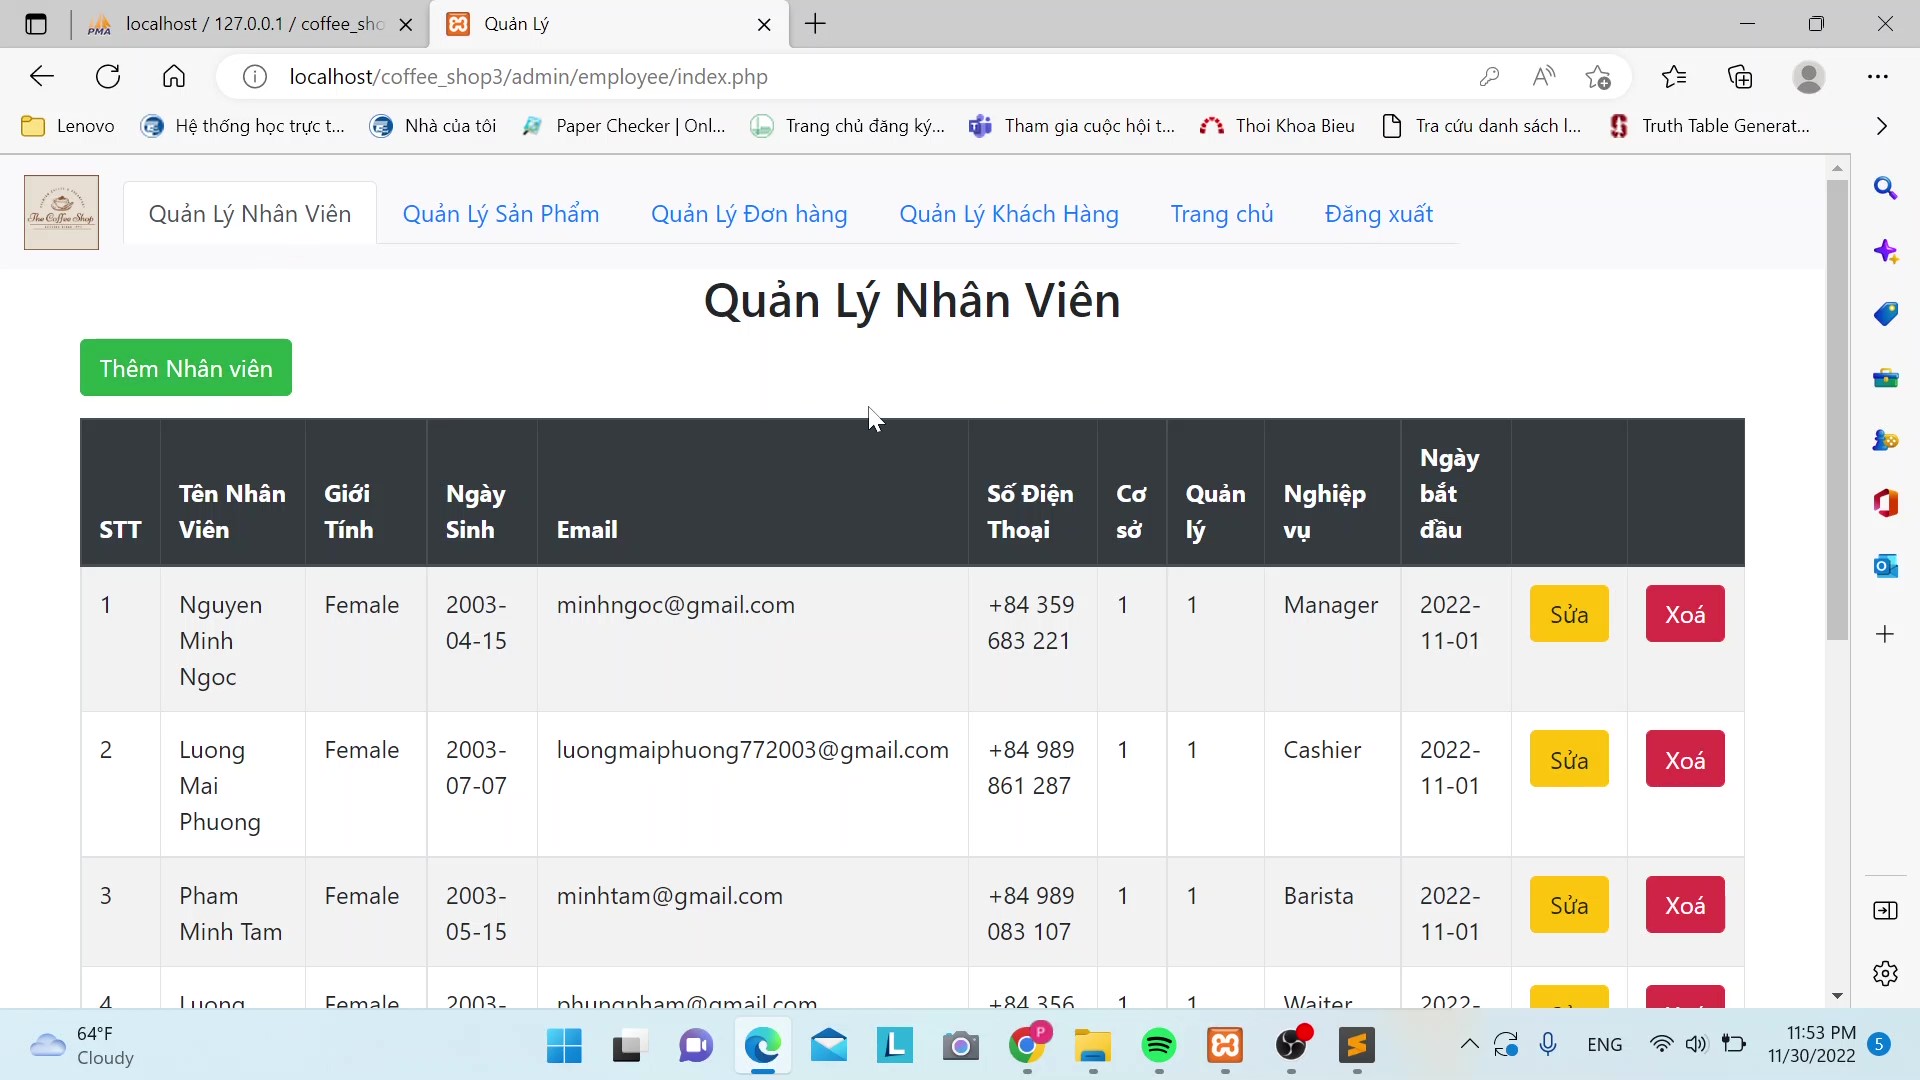 localhost / 127.0.0.1 / coffee_sho
Quản Lý
localhost/coffee_shop3/admin/employee/index.php
Lenovo
Hệ thống học trực t...
Nhà của tôi
Paper Checker | Onl...
Trang chủ đăng ký...
Tham gia cuộc hội t...
Thoi Khoa Bieu
Tra cứu danh sách l...
Truth Table Generat...
The Coffee Shop
Quản Lý Nhân Viên
Quản Lý Sản Phẩm
Quản Lý Đơn hàng
Quản Lý Khách Hàng
Trang chủ
Đăng xuất
Quản Lý Nhân Viên
Thêm Nhân viên
STT
Tên Nhân
Viên
Giới
Tính
Ngày
Sinh
Email
Số Điện
Thoại
Cơ
sở
Quản
lý
Nghiệp
vụ
Ngày
bắt
đầu
1
Nguyen
Minh
Ngoc
Female
2003-
04-15
minhngoc@gmail.com
+84 359
683 221
1
1
Manager
2022-
11-01
Sửa
Xoá
2
Luong
Mai
Phuong
Female
2003-
07-07
luongmaiphuong772003@gmail.com
+84 989
861 287
1
1
Cashier
2022-
11-01
Sửa
Xoá
3
Pham
Minh Tam
Female
2003-
05-15
minhtam@gmail.com
+84 989
083 107
1
1
Barista
2022-
11-01
Sửa
Xoá
4
Luong
Female
2003-
phungnham@gmail.com
+84 356
1
1
Waiter
2022-
64°F
Cloudy
ENG
11:53 PM
11/30/2022
5